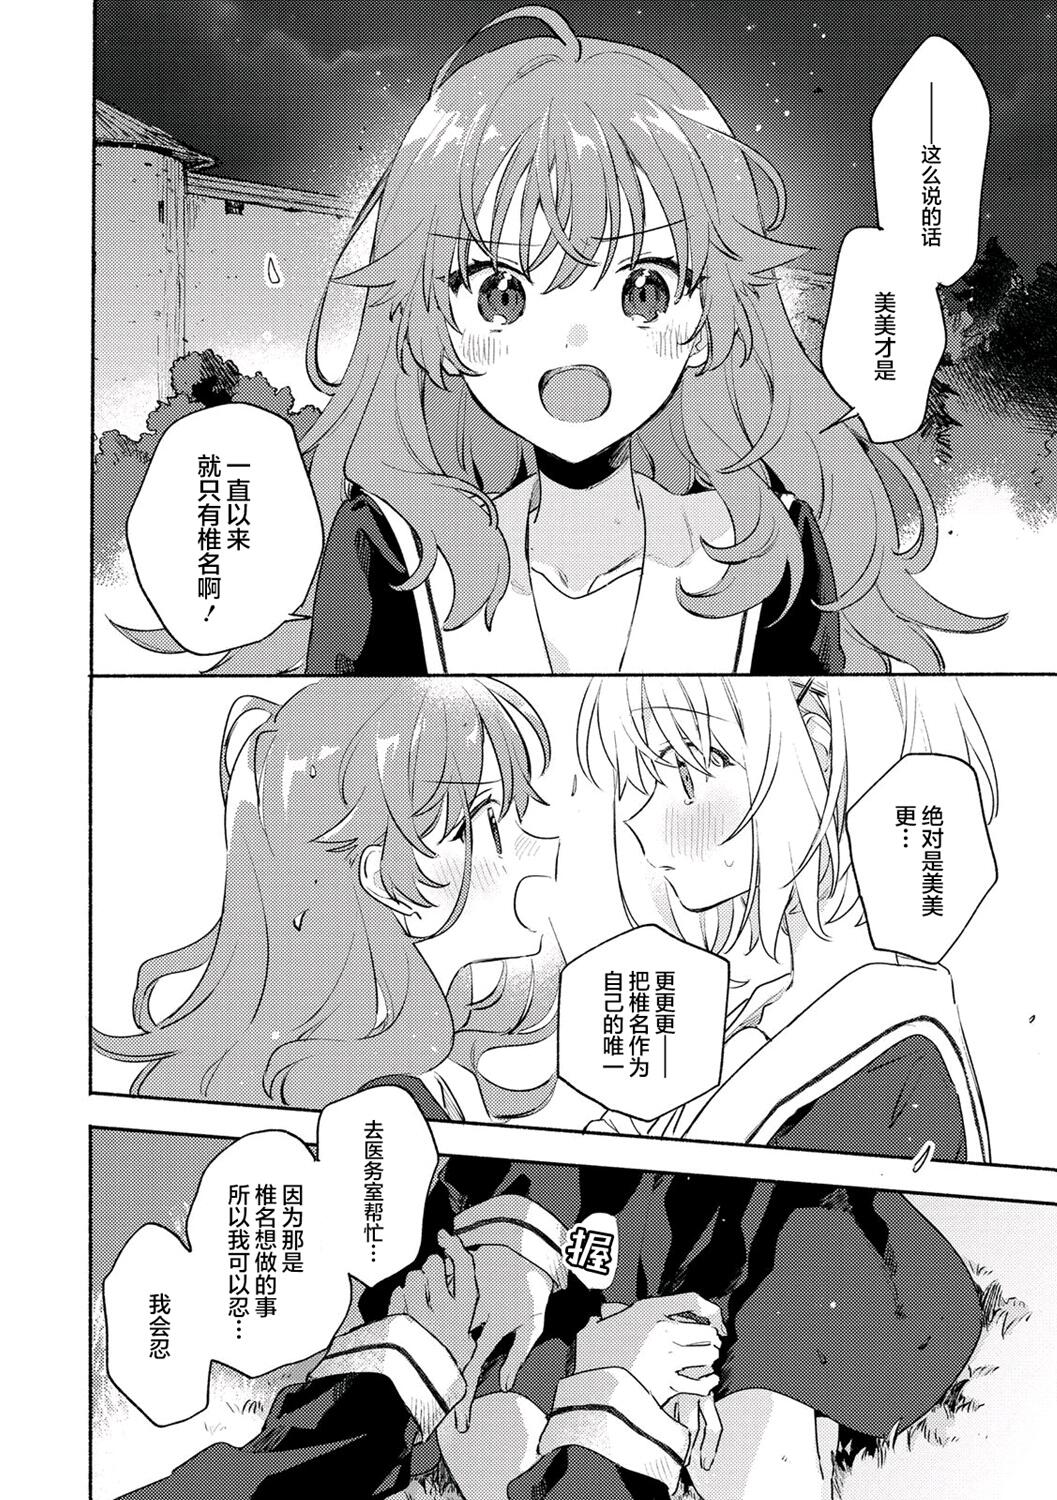 ——这么说的话
美美才是
一直以来
就只有椎名啊！
绝对是美美
更…
更更更——
把椎名作为
自己的唯一
去医务室帮忙…
握
因为那是
椎名想做的事
所以我可以忍…
我会忍